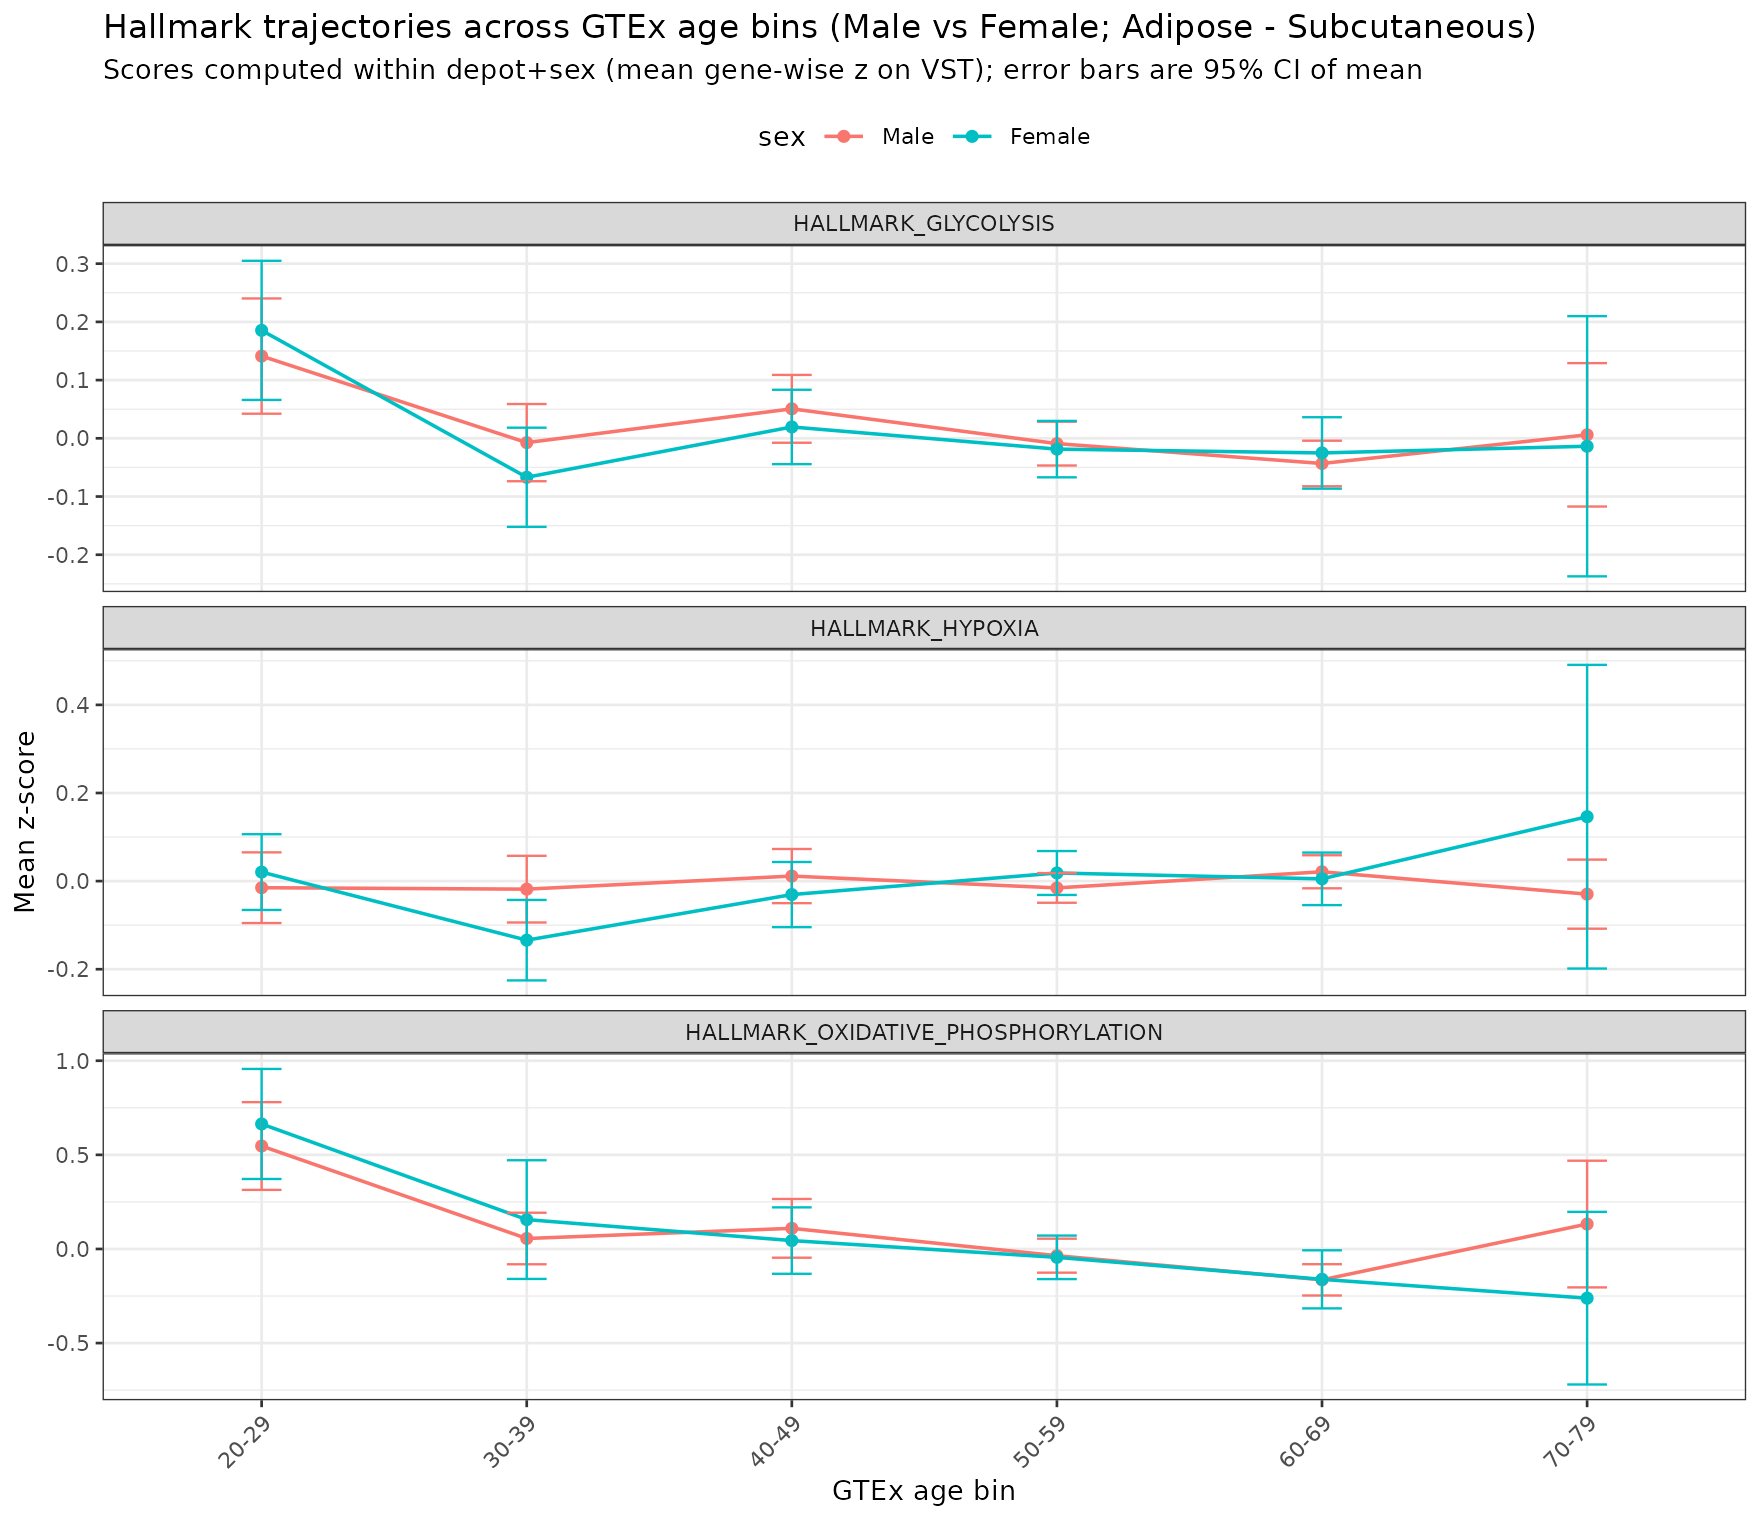 Hallmark trajectories across GTEx age bins (Male vs Female; Adipose - Subcutaneous)
Scores computed within depot+sex (mean gene-wise z on VST); error bars are 95% CI of mean
sex Male Female
HALLMARK_GLYCOLYSIS
0.3
0.2
0.1
0.0
-0.1
-0.2
HALLMARK_HYPOXIA
0.4
0.2
0.0
-0.2
Mean z-score
HALLMARK_OXIDATIVE_PHOSPHORYLATION
1.0
0.5
0.0
-0.5
20-29 30-39 40-49 50-59 60-69 70-79
GTEx age bin